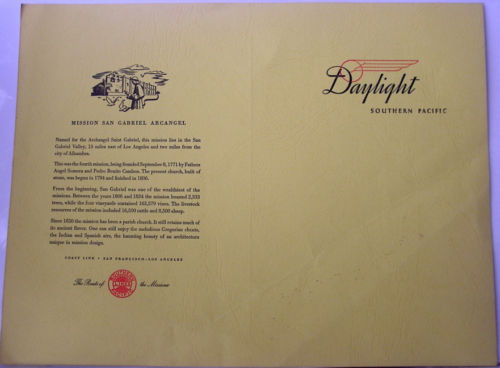 MISSION SAN GABRIEL ARCANGEL
Named for the Archangel Saint Gabriel, this mission lies in the San
Gabriel Valley, 15 miles east of Los Angeles and two miles from the
city of Alhambra.
This was the fourth mission, being founded September 8, 1771 by Fathers
Angel Somera and Pedro Benito Cambon. The present church, built of
stone, was begun in 1794 and finished in 1806.
From the beginning, San Gabriel was one of the wealthiest of the
missions. Between the years 1806 and 1834 the mission boasted 2,333
trees, while the four vineyards contained 163,579 vines. The livestock
resources of the mission included 16,500 cattle and 8,500 sheep.
Since 1850 the mission has been a parish church. It still retains much of
its ancient flavor. One can still enjoy the melodious Gregorian chants,
the Indian and Spanish airs, the haunting beauty of an architecture
unique in mission design.
COAST LINE • SAN FRANCISCO-LOS ANGELES
The Route of
SOUTHERN
PACIFIC
LINES
the Missions
Daylight
SOUTHERN PACIFIC